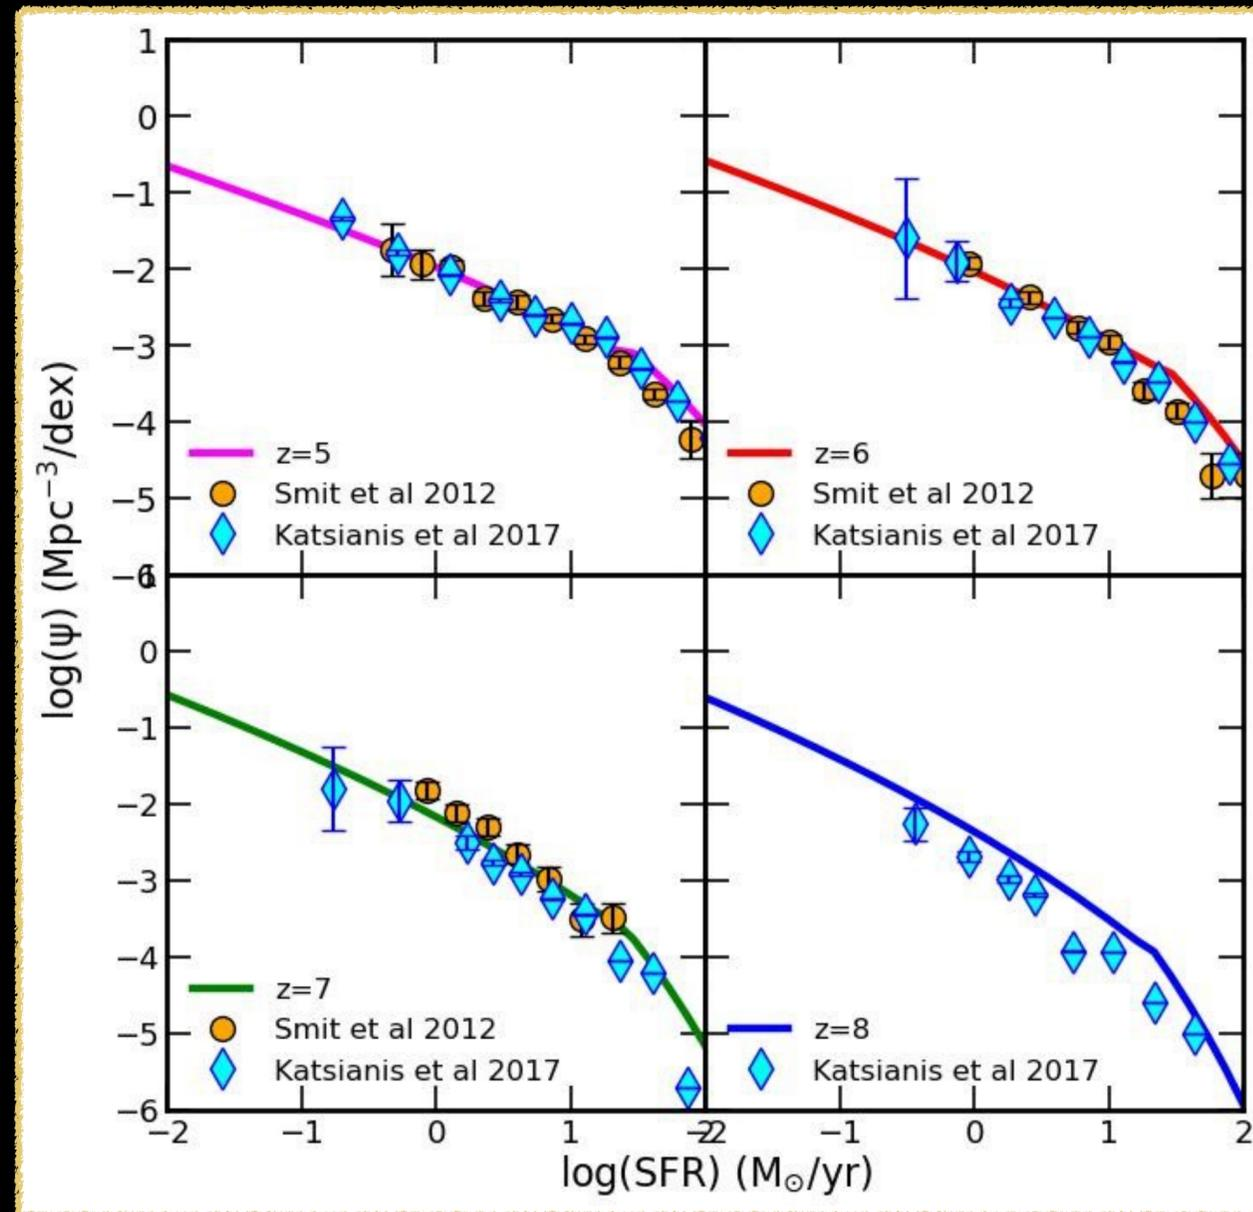 1
0
−1
−2
−3
−4
−5
−6
z=5
Smit et al 2012
Katsianis et al 2017
z=6
Smit et al 2012
Katsianis et al 2017
log(ψ) (Mpc⁻³/dex)
1
0
−1
−2
−3
−4
−5
−6
z=7
Smit et al 2012
Katsianis et al 2017
z=8
Katsianis et al 2017
−2 −1 0 1 2
−2 −1 0 1 2
log(SFR) (M⊙/yr)